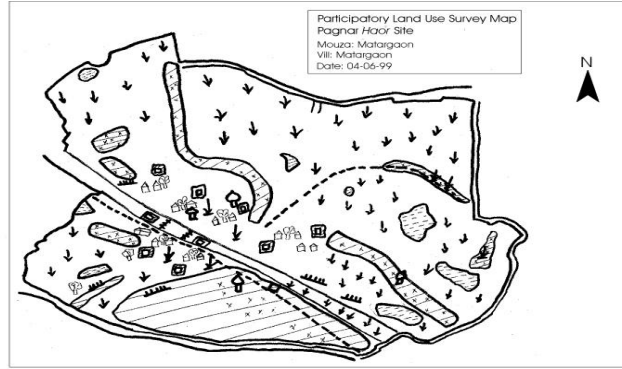 Participatory Land Use Survey Map
Pagnar Haor Site
Mouza: Matargaon
Vill: Matargaon
Date: 04-06-99
N